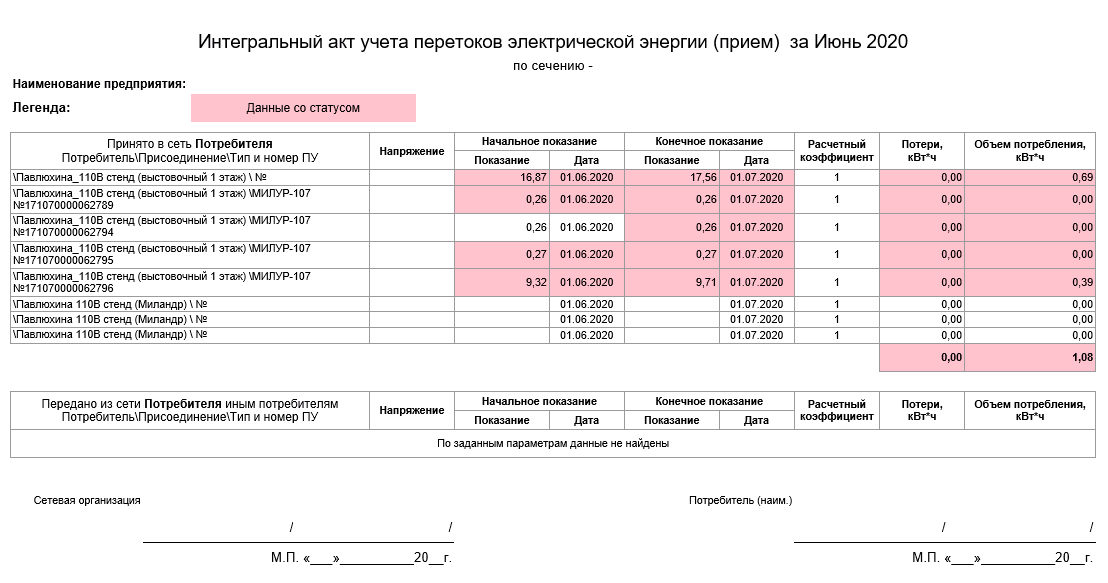 Интегральный акт учета перетоков электрической энергии (прием)  за Июнь 2020
по сечению -
Наименование предприятия:
Легенда: Данные со статусом
Принято в сеть Потребителя
Потребитель\Присоединение\Тип и номер ПУ
Напряжение
Начальное показание
Конечное показание
Показание Дата Показание Дата
Расчетный
коэффициент
Потери,
кВт*ч
Объем потребления,
кВт*ч
\Павлюхина_110В стенд (выстовочный 1 этаж) \ № 16,87 01.06.2020 17,56 01.07.2020 1 0,00 0,69
\Павлюхина_110В стенд (выстовочный 1 этаж) \МИЛУР-107
№171070000062789 0,26 01.06.2020 0,26 01.07.2020 1 0,00 0,00
\Павлюхина_110В стенд (выстовочный 1 этаж) \МИЛУР-107
№171070000062794 0,26 01.06.2020 0,26 01.07.2020 1 0,00 0,00
\Павлюхина_110В стенд (выстовочный 1 этаж) \МИЛУР-107
№171070000062795 0,27 01.06.2020 0,27 01.07.2020 1 0,00 0,00
\Павлюхина_110В стенд (выстовочный 1 этаж) \МИЛУР-107
№171070000062796 9,32 01.06.2020 9,71 01.07.2020 1 0,00 0,39
\Павлюхина 110В стенд (Миландр) \ № 01.06.2020 01.07.2020 1 0,00 0,00
\Павлюхина 110В стенд (Миландр) \ № 01.06.2020 01.07.2020 1 0,00 0,00
\Павлюхина 110В стенд (Миландр) \ № 01.06.2020 01.07.2020 1 0,00 0,00
0,00 1,08
Передано из сети Потребителя иным потребителям
Потребитель\Присоединение\Тип и номер ПУ
Напряжение
Начальное показание
Конечное показание
Показание Дата Показание Дата
Расчетный
коэффициент
Потери,
кВт*ч
Объем потребления,
кВт*ч
По заданным параметрам данные не найдены
Сетевая организация Потребитель (наим.)
/ / / /
М.П. «___»__________20__г. М.П. «___»__________20__г.